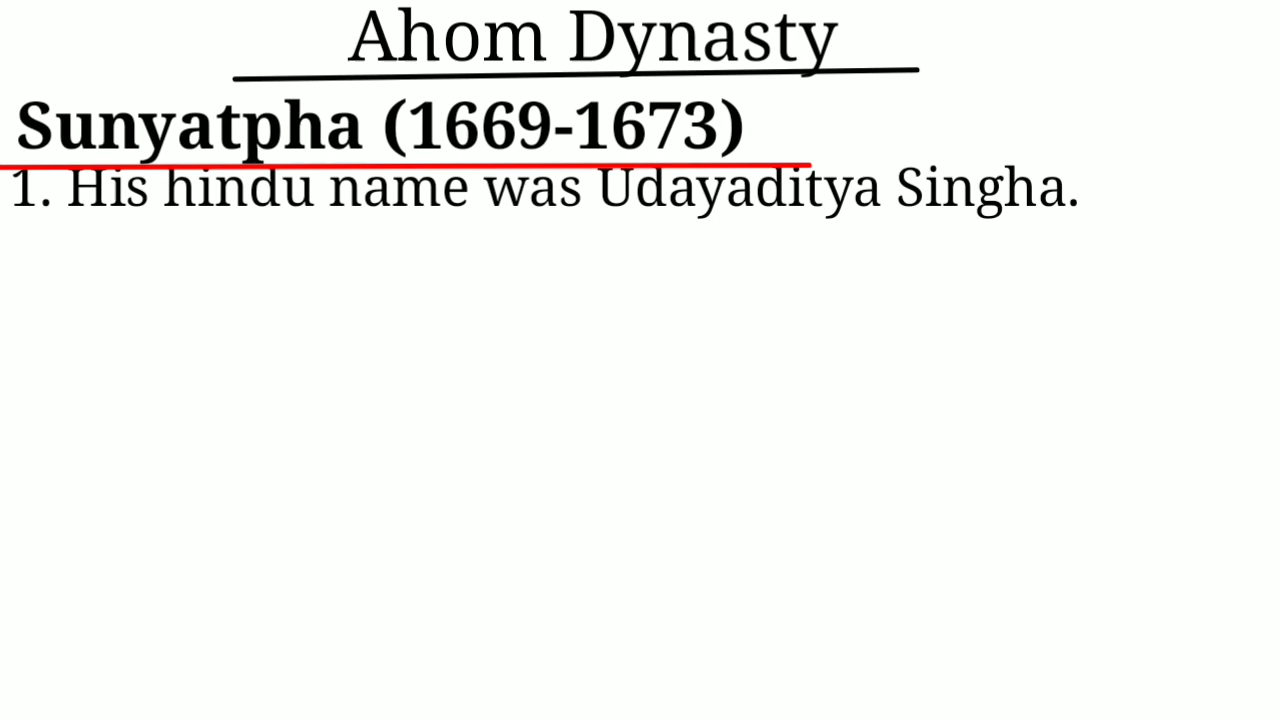 Ahom Dynasty
Sunyatpha (1669-1673)
1. His hindu name was Udayaditya Singha.